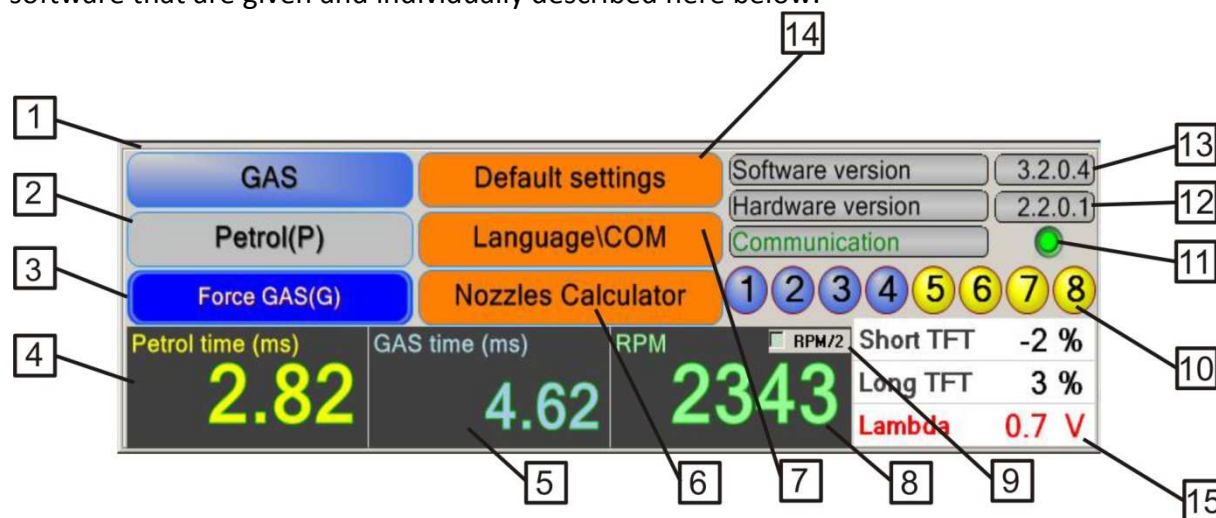 software that are given and individually described here below.
14
1
GAS
Default settings
Software version
3.2.0.4
13
2
Petrol(P)
Language\COM
Hardware version
2.2.0.1
12
Communication
11
3
Force GAS(G)
Nozzles Calculator
1 2 3 4 5 6 7 8
4
Petrol time (ms)
GAS time (ms)
RPM
RPM/2
Short TFT
-2 %
10
2.82
4.62
2343
Long TFT
3 %
Lambda
0.7 V
5
6
7
8
9
15